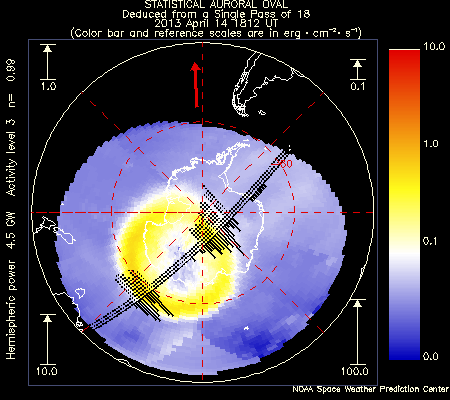 STATISTICAL AURORAL OVAL
Deduced from a Single Pass of 18
2013 April 14 1812 UT
(Color bar and reference scales are in erg·cm⁻²·s⁻¹)
1.0
0.1
10.0
1.0
0.1
0.0
-60
Hemispheric power 4.5 GW Activity level 3 n= 0.99
10.0
100.0
NOAA Space Weather Prediction Center